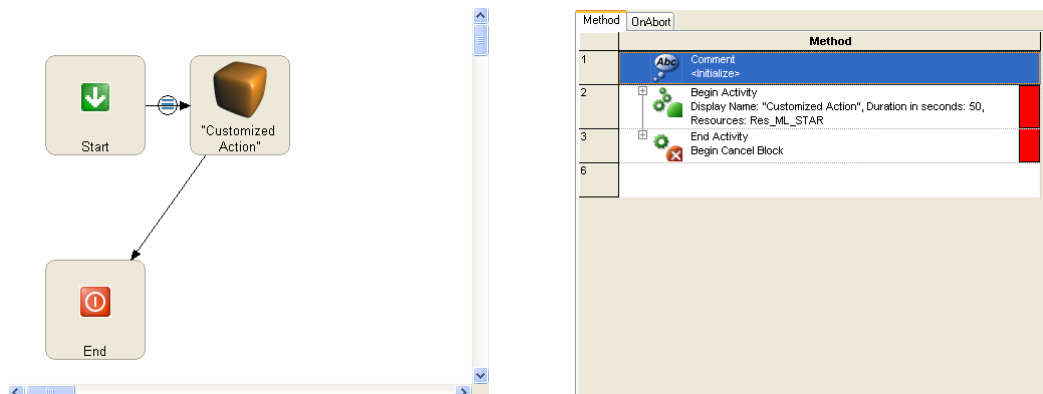 Start
"Customized
Action"
End
Method OnAbort
Method
1
Abc
Comment
<Initialize>
2
Begin Activity
Display Name: "Customized Action", Duration in seconds: 50,
Resources: Res_ML_STAR
3
End Activity
Begin Cancel Block
6